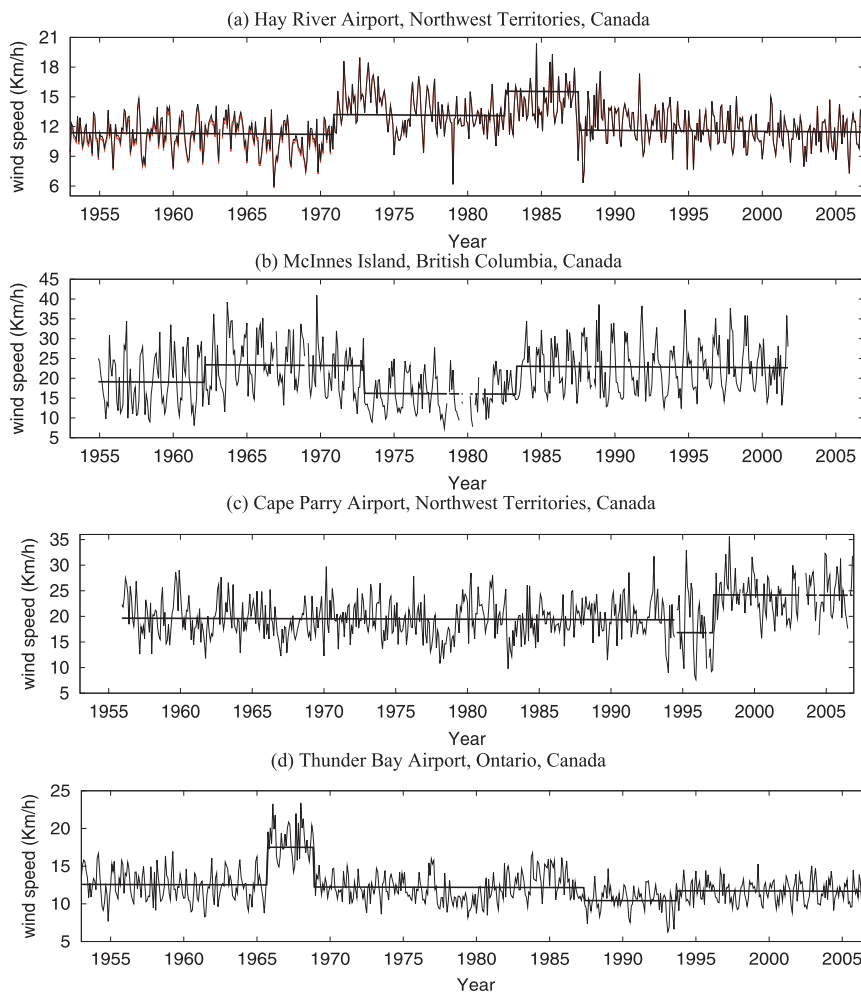 (a) Hay River Airport, Northwest Territories, Canada
21
18
15
12
9
6
wind speed (Km/h)
1955 1960 1965 1970 1975 1980 1985 1990 1995 2000 2005
Year
(b) McInnes Island, British Columbia, Canada
45
40
35
30
25
20
15
10
5
wind speed (Km/h)
1955 1960 1965 1970 1975 1980 1985 1990 1995 2000 2005
Year
(c) Cape Parry Airport, Northwest Territories, Canada
35
30
25
20
15
10
5
wind speed (Km/h)
1955 1960 1965 1970 1975 1980 1985 1990 1995 2000 2005
Year
(d) Thunder Bay Airport, Ontario, Canada
25
20
15
10
5
wind speed (Km/h)
1955 1960 1965 1970 1975 1980 1985 1990 1995 2000 2005
Year